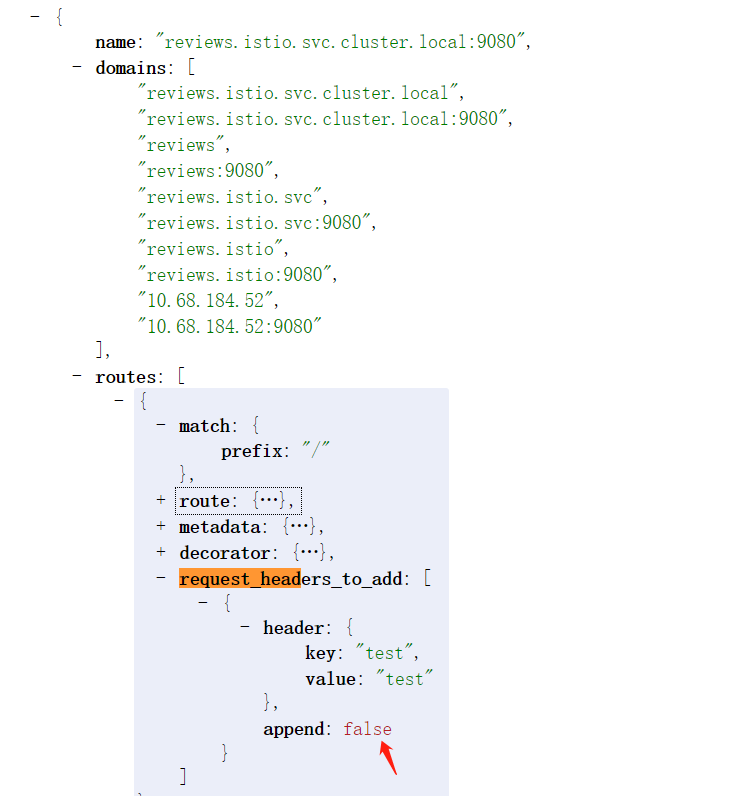 - {
name: "reviews.istio.svc.cluster.local:9080",
- domains: [
"reviews.istio.svc.cluster.local",
"reviews.istio.svc.cluster.local:9080",
"reviews",
"reviews:9080",
"reviews.istio.svc",
"reviews.istio.svc:9080",
"reviews.istio",
"reviews.istio:9080",
"10.68.184.52",
"10.68.184.52:9080"
],
- routes: [
- {
- match: {
prefix: "/"
},
+ route: {…},
+ metadata: {…},
+ decorator: {…},
- request_headers_to_add: [
- {
- header: {
key: "test",
value: "test"
},
append: false
}
]
}